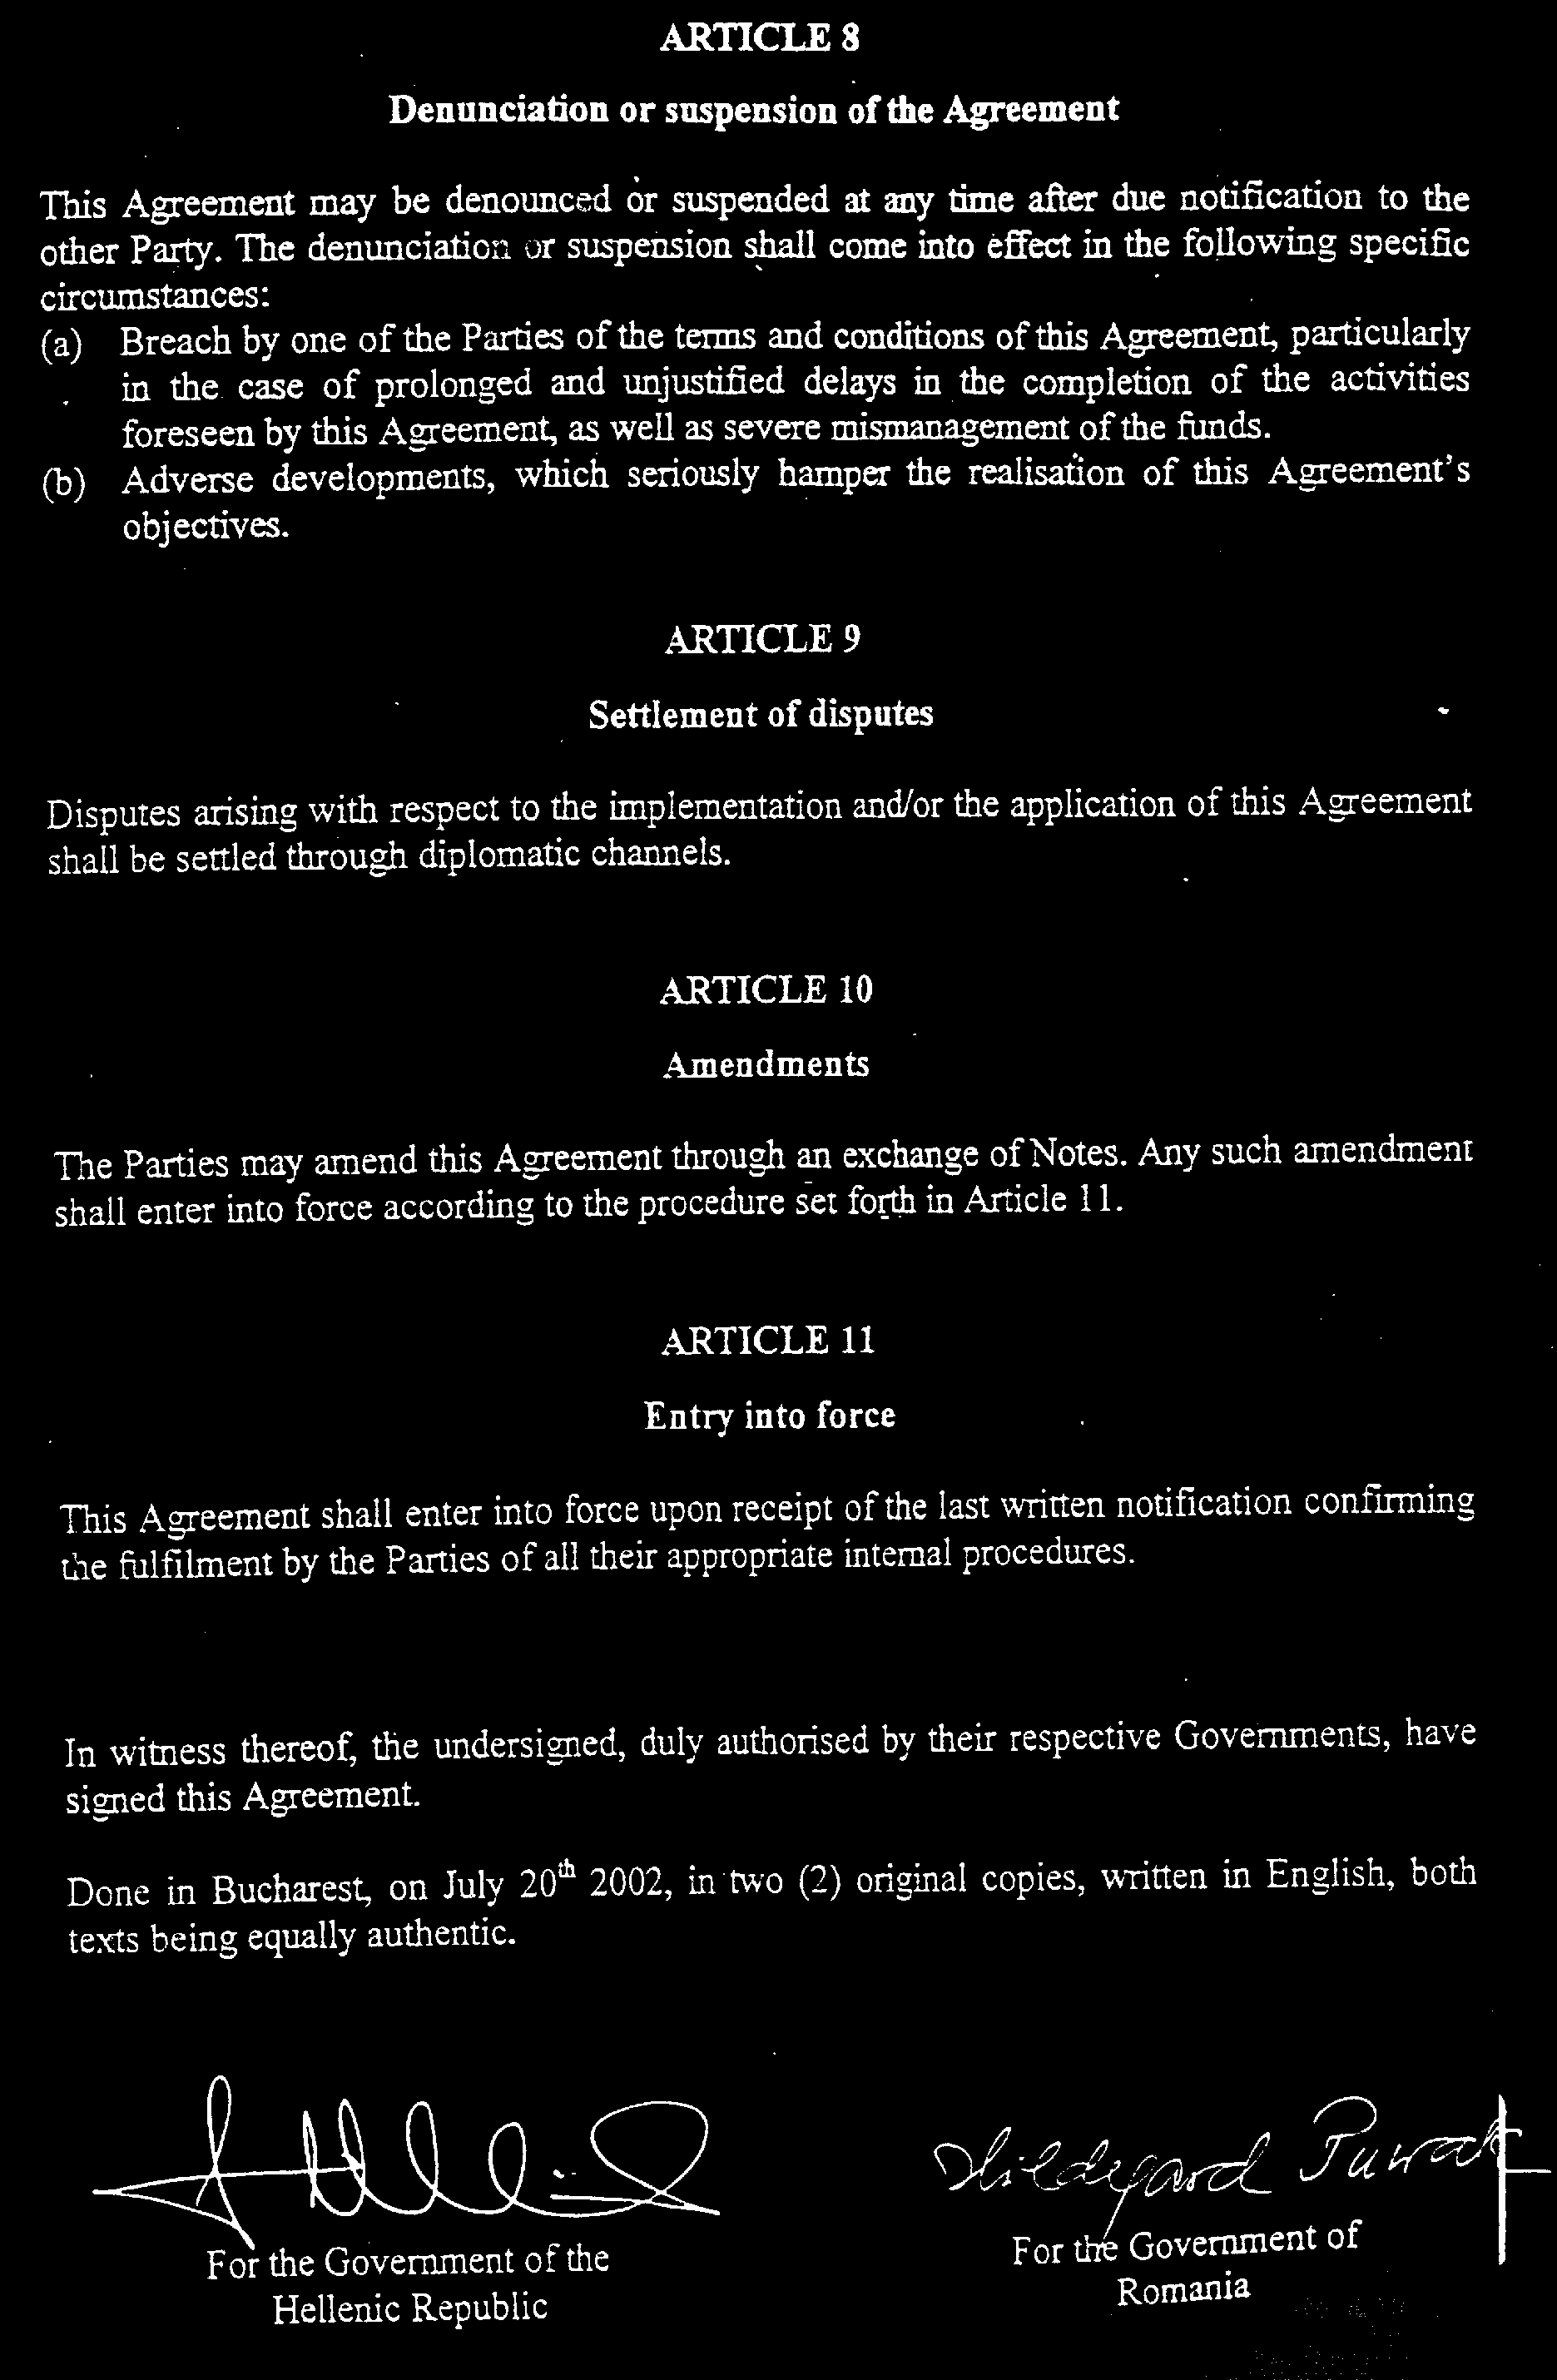 ARTICLE 8
Denunciation or suspension of the Agreement
This Agreement may be denounced or suspended at any time after due notification to the
other Party. The denunciation or suspension shall come into effect in the following specific
circumstances:
(a) Breach by one of the Parties of the terms and conditions of this Agreement, particularly
in the case of prolonged and unjustified delays in the completion of the activities
foreseen by this Agreement, as well as severe mismanagement of the funds.
(b) Adverse developments, which seriously hamper the realisation of this Agreement's
objectives.
ARTICLE 9
Settlement of disputes
Disputes arising with respect to the implementation and/or the application of this Agreement
shall be settled through diplomatic channels.
ARTICLE 10
Amendments
The Parties may amend this Agreement through an exchange of Notes. Any such amendment
shall enter into force according to the procedure set forth in Article 11.
ARTICLE 11
Entry into force
This Agreement shall enter into force upon receipt of the last written notification confirming
the fulfilment by the Parties of all their appropriate internal procedures.
In witness thereof, the undersigned, duly authorised by their respective Governments, have
signed this Agreement.
Done in Bucharest, on July 20th 2002, in two (2) original copies, written in English, both
texts being equally authentic.
Hildegard Puwak
For the Government of the
Hellenic Republic
For the Government of
Romania